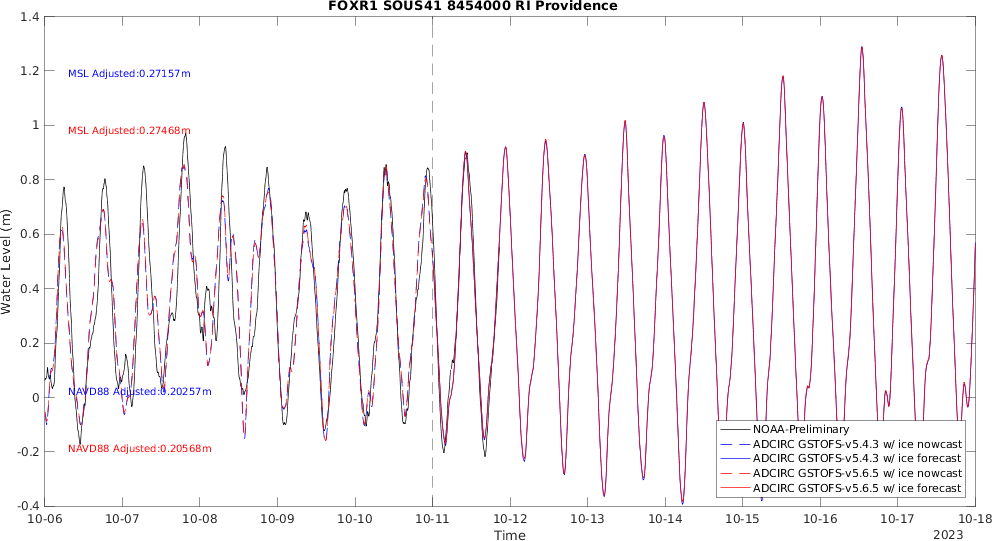 FOXR1 SOUS41 8454000 RI Providence
Water Level (m)
1.4
1.2
1
0.8
0.6
0.4
0.2
0
-0.2
-0.4
MSL Adjusted:0.27157m
MSL Adjusted:0.27468m
NAVD88 Adjusted:0.20257m
NAVD88 Adjusted:0.20568m
NOAA-Preliminary
ADCIRC GSTOFS-v5.4.3 w/ ice nowcast
ADCIRC GSTOFS-v5.4.3 w/ ice forecast
ADCIRC GSTOFS-v5.6.5 w/ ice nowcast
ADCIRC GSTOFS-v5.6.5 w/ ice forecast
10-06 10-07 10-08 10-09 10-10 10-11 10-12 10-13 10-14 10-15 10-16 10-17 10-18
Time
2023